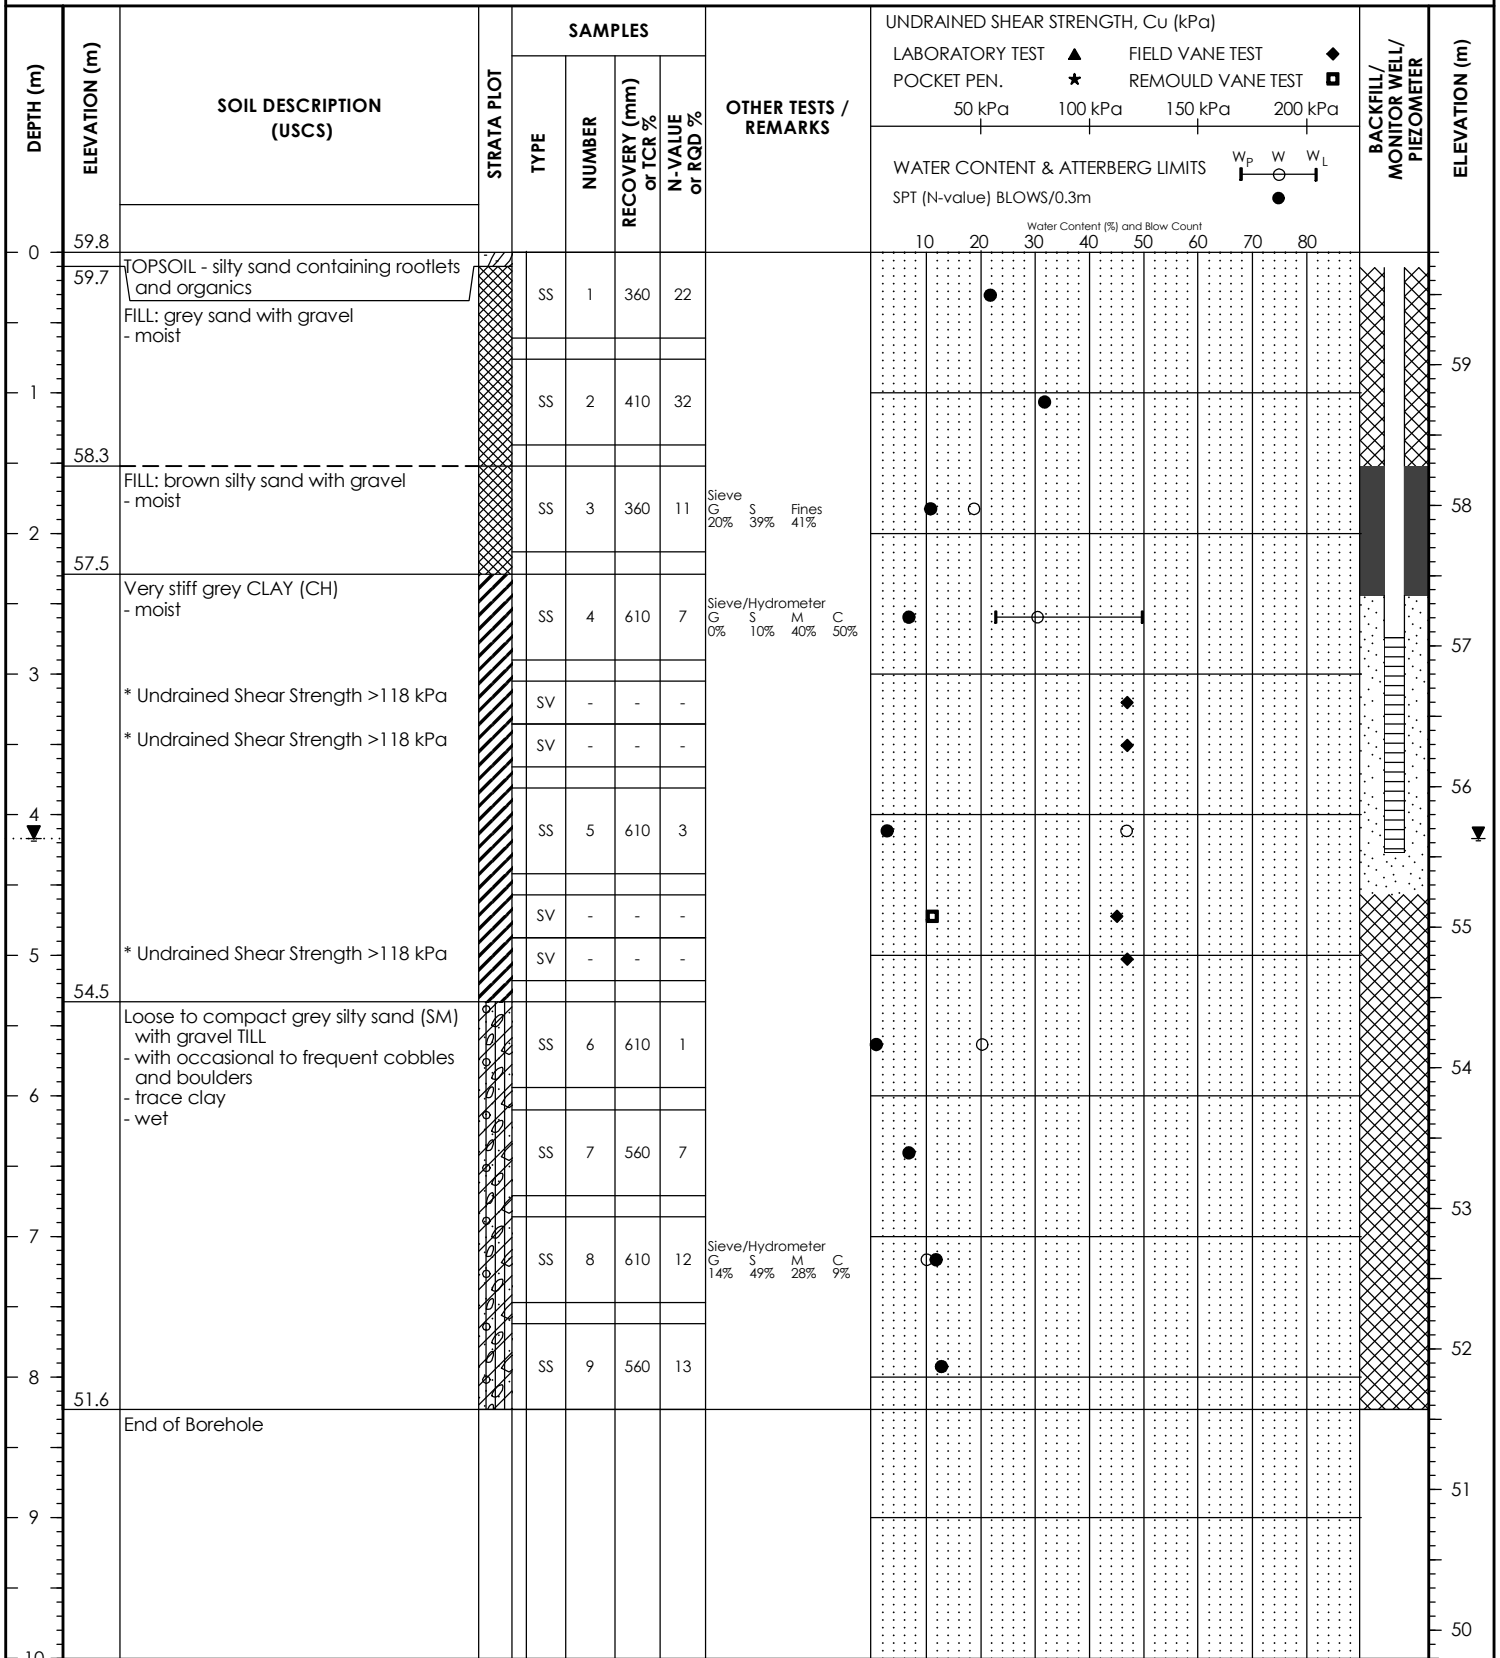 DEPTH (m)
ELEVATION (m)
SOIL DESCRIPTION
(USCS)
STRATA PLOT
SAMPLES
TYPE
NUMBER
RECOVERY (mm)
or TCR %
N-VALUE
or RQD %
OTHER TESTS /
REMARKS
UNDRAINED SHEAR STRENGTH, Cu (kPa)
LABORATORY TEST ▲ FIELD VANE TEST ◆
POCKET PEN. ★ REMOULD VANE TEST
50 kPa 100 kPa 150 kPa 200 kPa
WATER CONTENT & ATTERBERG LIMITS WP W WL
SPT (N-value) BLOWS/0.3m ●
Water Content (%) and Blow Count
10 20 30 40 50 60 70 80
BACKFILL/
MONITOR WELL/
PIEZOMETER
ELEVATION (m)
0 59.8
59.7 TOPSOIL - silty sand containing rootlets
and organics
SS 1 360 22
FILL: grey sand with gravel
- moist
59
1
SS 2 410 32
58.3
FILL: brown silty sand with gravel
- moist
SS 3 360 11
Sieve
G S Fines
20% 39% 41%
58
2
57.5
Very stiff grey CLAY (CH)
- moist
SS 4 610 7
Sieve/Hydrometer
G S M C
0% 10% 40% 50%
57
3
* Undrained Shear Strength >118 kPa
SV - - -
* Undrained Shear Strength >118 kPa
SV - - -
56
4
SS 5 610 3
SV - - -
55
5
* Undrained Shear Strength >118 kPa
SV - - -
54.5
Loose to compact grey silty sand (SM)
with gravel TILL
- with occasional to frequent cobbles
and boulders
- trace clay
- wet
SS 6 610 1
54
6
SS 7 560 7
53
7
SS 8 610 12
Sieve/Hydrometer
G S M C
14% 49% 28% 9%
52
SS 9 560 13
8
51.6
End of Borehole
51
9
50
10